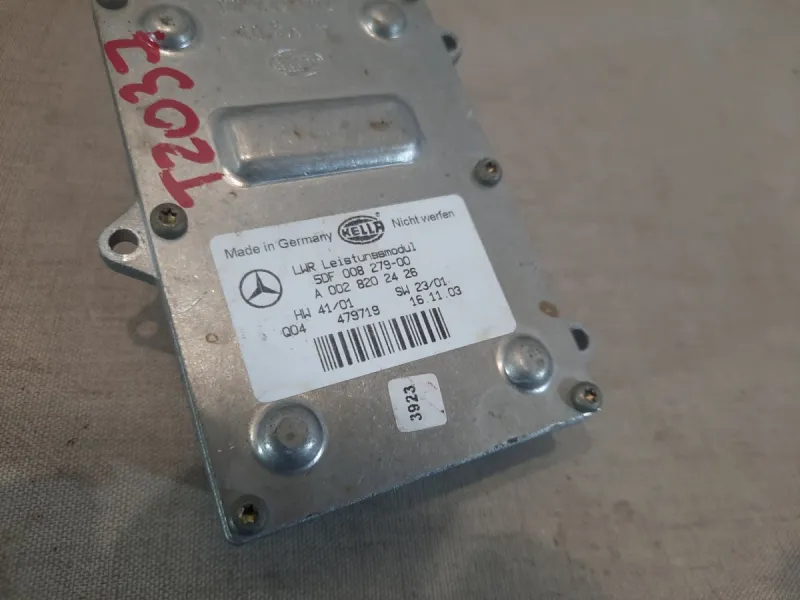 T2032
Made in Germany HELLA Nicht werfen
LWR Leistungsmodul
5DF 008 279-00
A 002 820 24 26
HW 41/01 SW 23/01
Q04 479719 16.11.03
3923